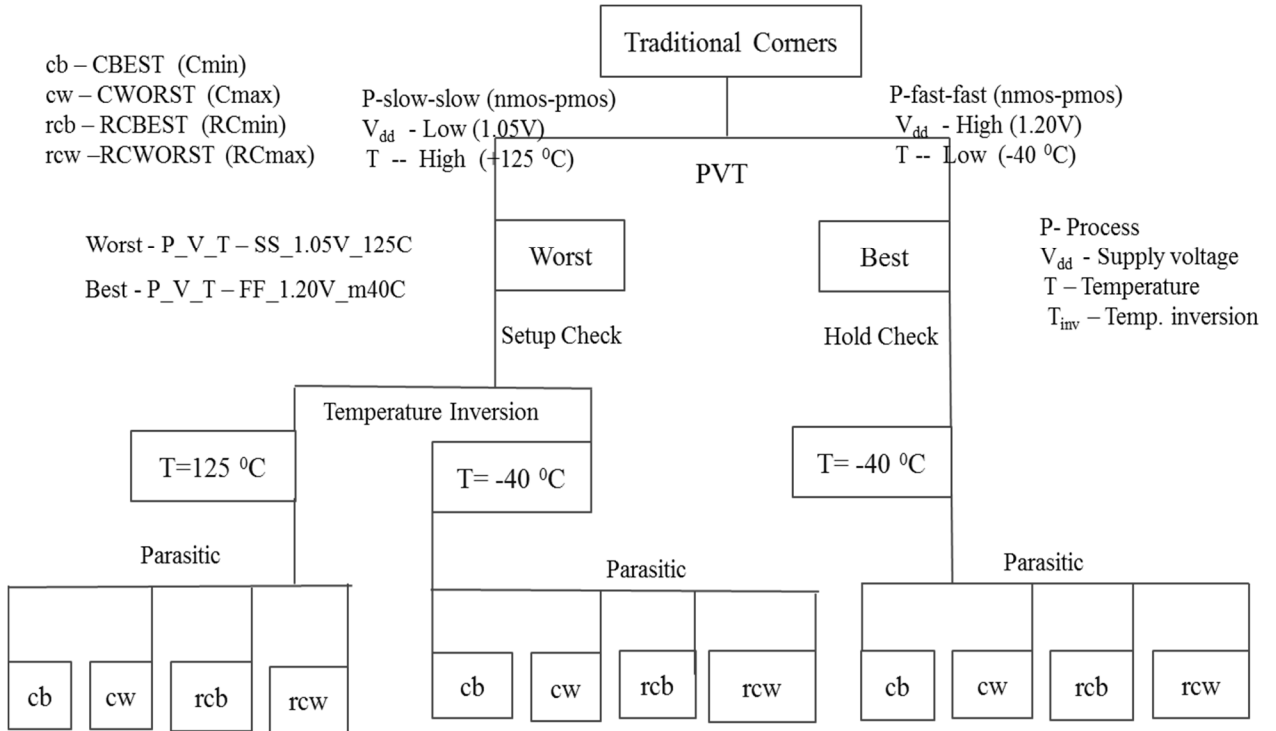 Traditional Corners
cb – CBEST (Cmin)
cw – CWORST (Cmax)
rcb – RCBEST (RCmin)
rcw –RCWORST (RCmax)
P-slow-slow (nmos-pmos)
Vdd - Low (1.05V)
T -- High (+125 ⁰C)
P-fast-fast (nmos-pmos)
Vdd - High (1.20V)
T -- Low (-40 ⁰C)
PVT
Worst - P_V_T – SS_1.05V_125C
Best - P_V_T – FF_1.20V_m40C
Worst
Best
P- Process
Vdd - Supply voltage
T – Temperature
Tinv – Temp. inversion
Setup Check
Hold Check
Temperature Inversion
T=125 ⁰C
T= -40 ⁰C
T= -40 ⁰C
Parasitic
Parasitic
Parasitic
cb
cw
rcb
rcw
cb
cw
rcb
rcw
cb
cw
rcb
rcw